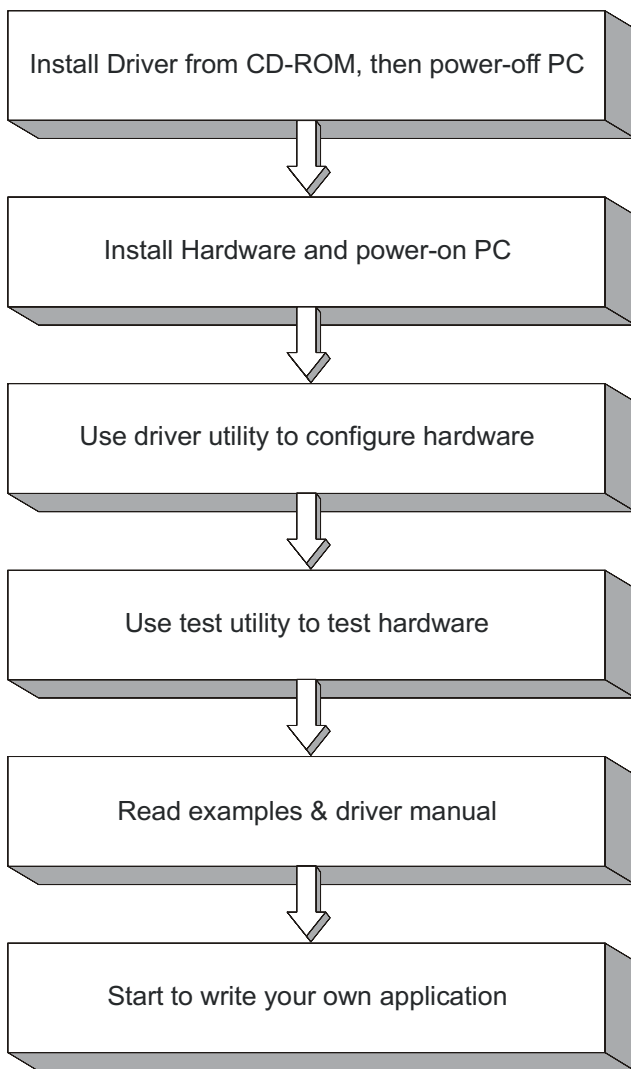 Install Driver from CD-ROM, then power-off PC
Install Hardware and power-on PC
Use driver utility to configure hardware
Use test utility to test hardware
Read examples & driver manual
Start to write your own application